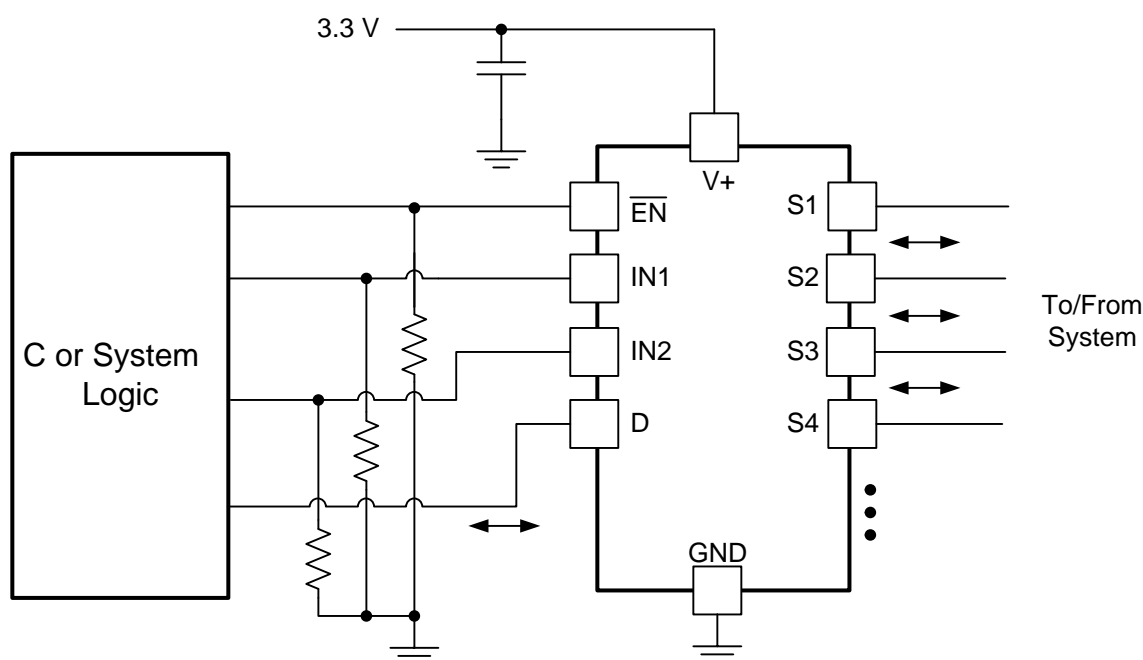 3.3 V
V+
EN
IN1
IN2
D
S1
S2
S3
S4
GND
C or System
Logic
To/From
System